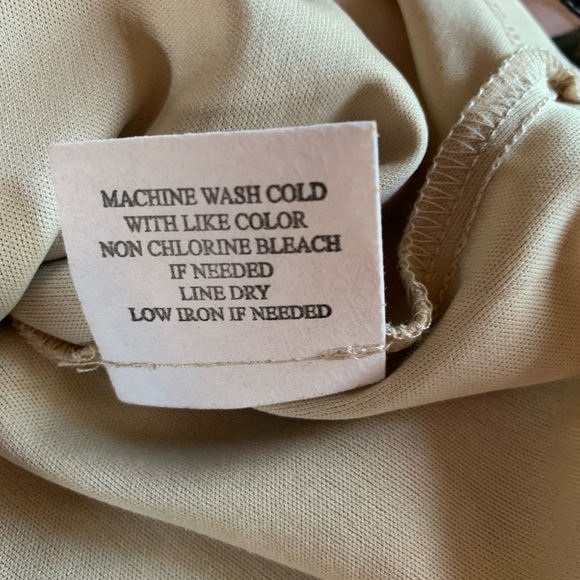 MACHINE WASH COLD
WITH LIKE COLOR
NON CHLORINE BLEACH
IF NEEDED
LINE DRY
LOW IRON IF NEEDED